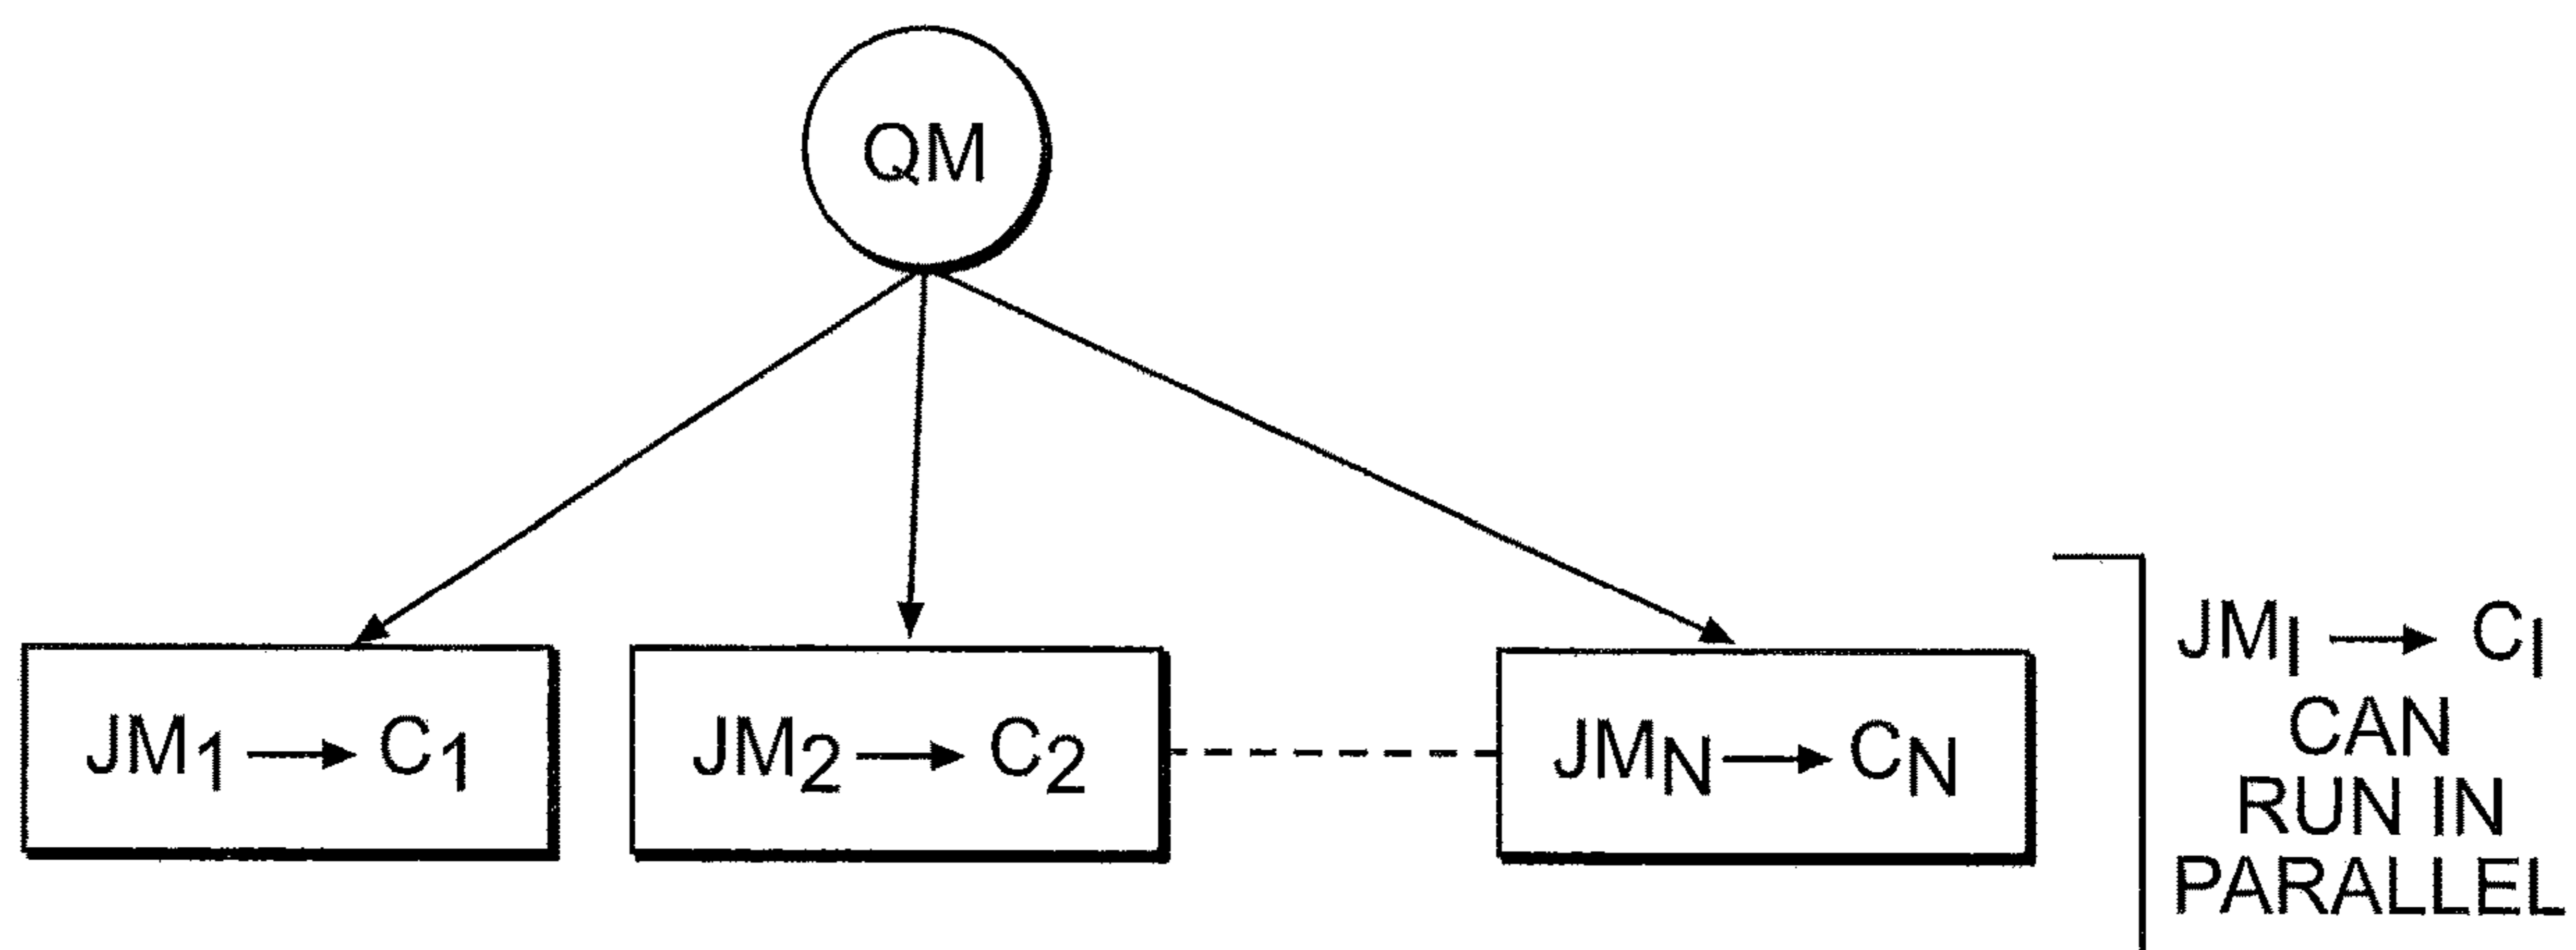 QM
JM1 → C1
JM2 → C2
JMN → CN
JMI → CI
CAN
RUN IN
PARALLEL